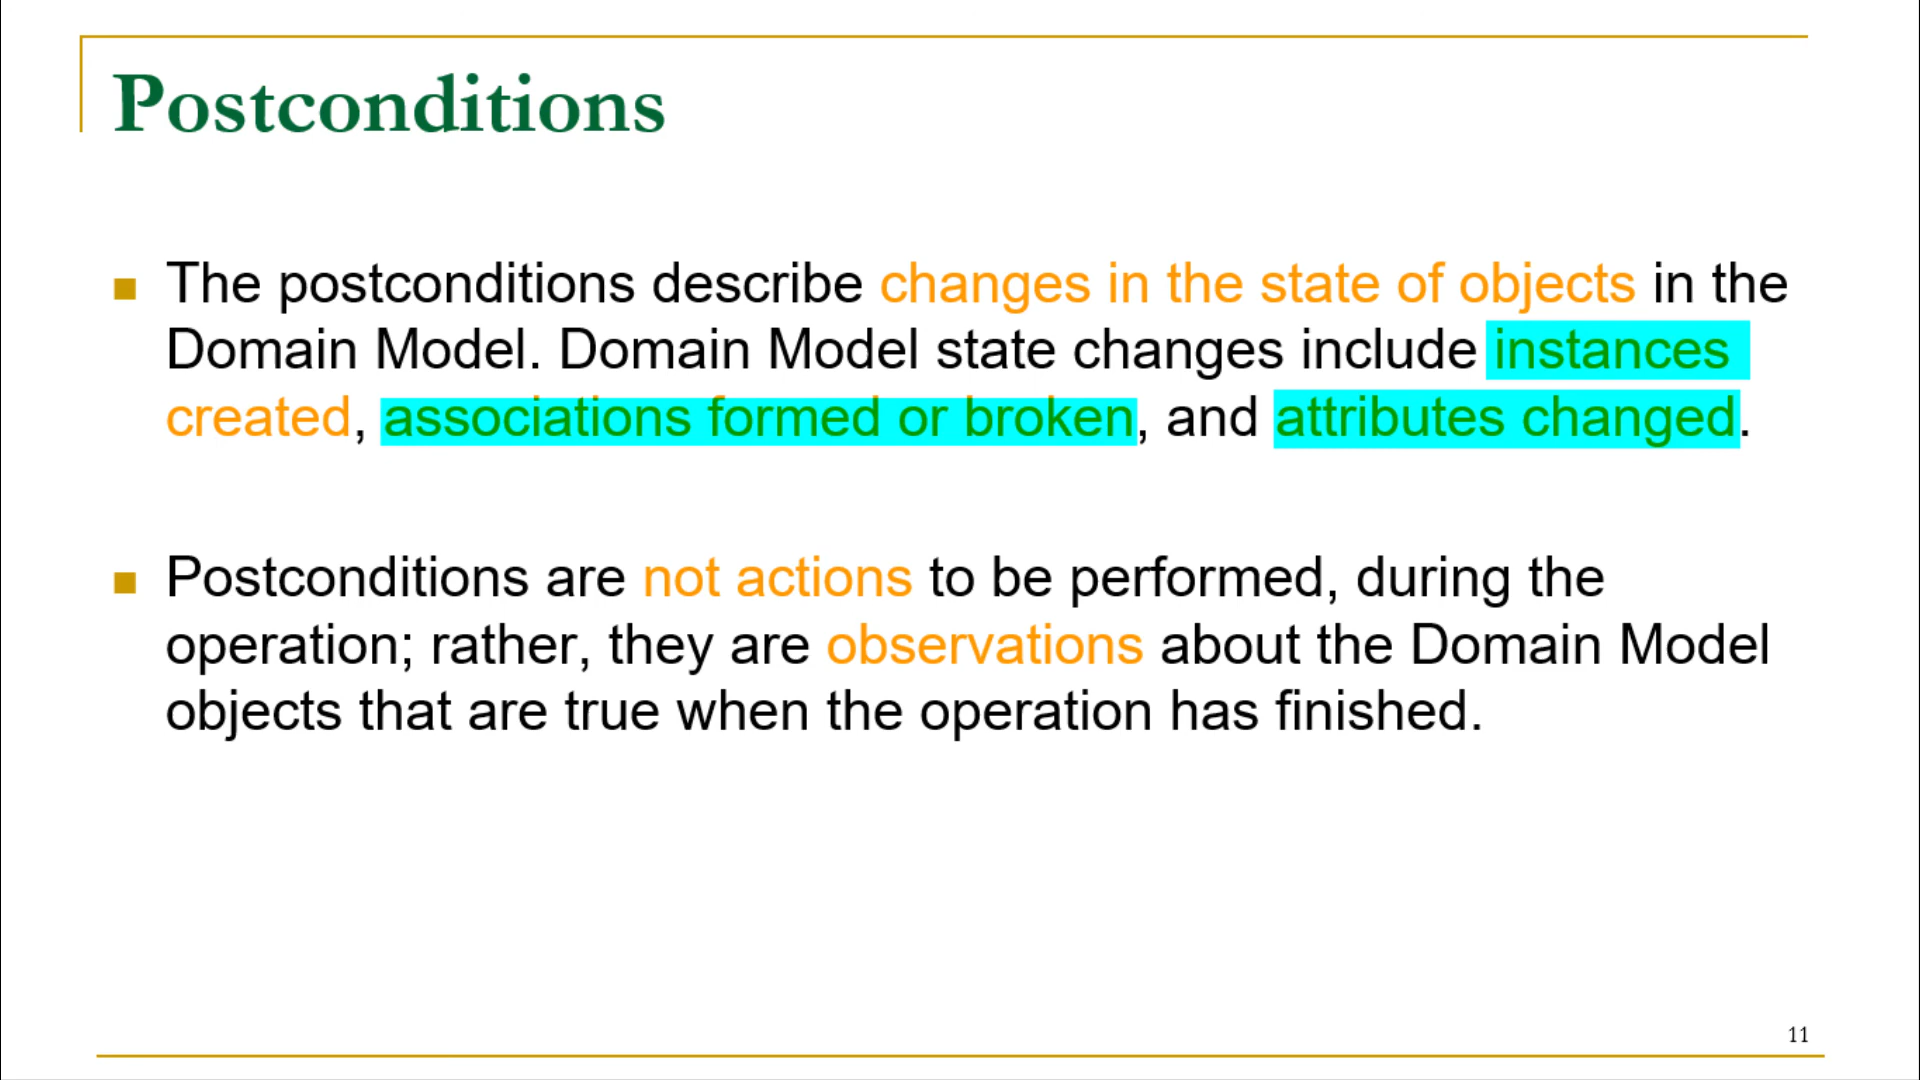 Postconditions
The postconditions describe changes in the state of objects in the
Domain Model. Domain Model state changes include instances
created, associations formed or broken, and attributes changed.
Postconditions are not actions to be performed, during the
operation; rather, they are observations about the Domain Model
objects that are true when the operation has finished.
11